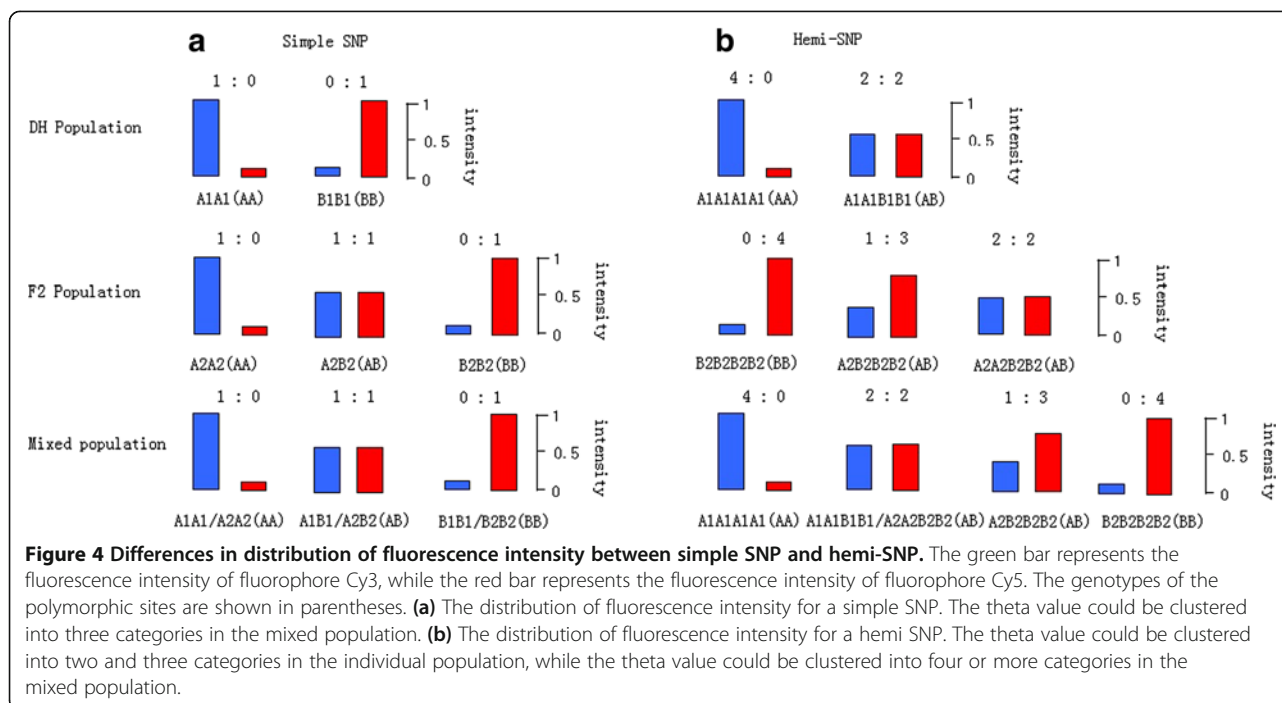 a
Simple SNP
b
Hemi-SNP
DH Population
1 : 0
0 : 1
1
0.5
0
intensity
A1A1(AA)
B1B1(BB)
4 : 0
2 : 2
1
0.5
0
intensity
A1A1A1A1(AA)
A1A1B1B1(AB)
F2 Population
1 : 0
1 : 1
0 : 1
1
0.5
0
intensity
A2A2(AA)
A2B2(AB)
B2B2(BB)
0 : 4
1 : 3
2 : 2
1
0.5
0
intensity
B2B2B2B2(BB)
A2B2B2B2(AB)
A2A2B2B2(AB)
Mixed population
1 : 0
1 : 1
0 : 1
1
0.5
0
intensity
A1A1/A2A2(AA)
A1B1/A2B2(AB)
B1B1/B2B2(BB)
4 : 0
2 : 2
1 : 3
0 : 4
1
0.5
0
intensity
A1A1A1A1(AA)
A1A1B1B1/A2A2B2B2(AB)
A2B2B2B2(AB)
B2B2B2B2(BB)
Figure 4 Differences in distribution of fluorescence intensity between simple SNP and hemi-SNP. The green bar represents the
fluorescence intensity of fluorophore Cy3, while the red bar represents the fluorescence intensity of fluorophore Cy5. The genotypes of the
polymorphic sites are shown in parentheses. (a) The distribution of fluorescence intensity for a simple SNP. The theta value could be clustered
into three categories in the mixed population. (b) The distribution of fluorescence intensity for a hemi SNP. The theta value could be clustered
into two and three categories in the individual population, while the theta value could be clustered into four or more categories in the
mixed population.